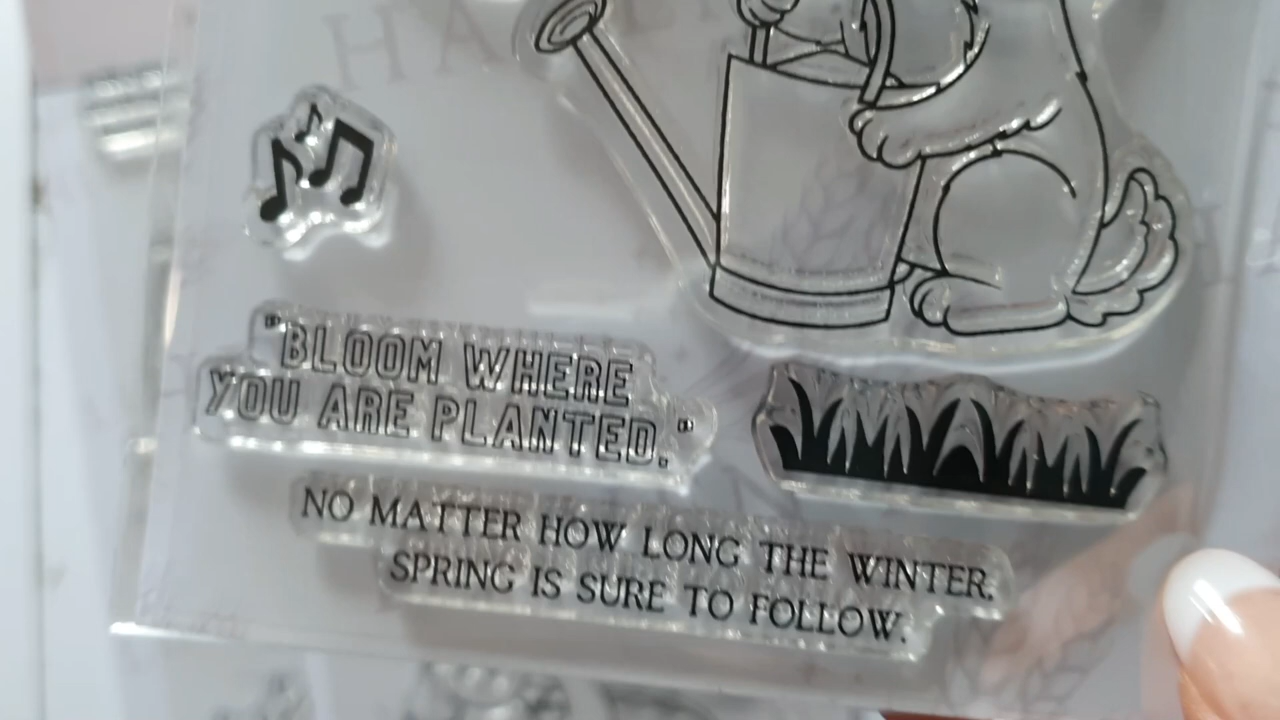 "BLOOM WHERE
YOU ARE PLANTED."
NO MATTER HOW LONG THE WINTER,
SPRING IS SURE TO FOLLOW.